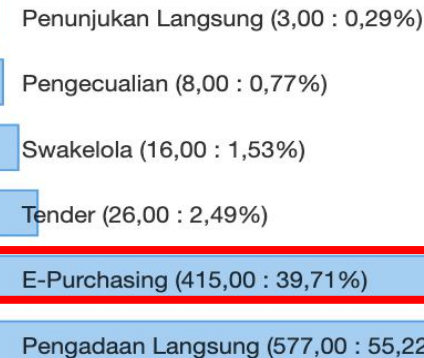 Penunjukan Langsung (3,00 : 0,29%)
Pengecualian (8,00 : 0,77%)
Swakelola (16,00 : 1,53%)
Tender (26,00 : 2,49%)
E-Purchasing (415,00 : 39,71%)
Pengadaan Langsung (577,00 : 55,22